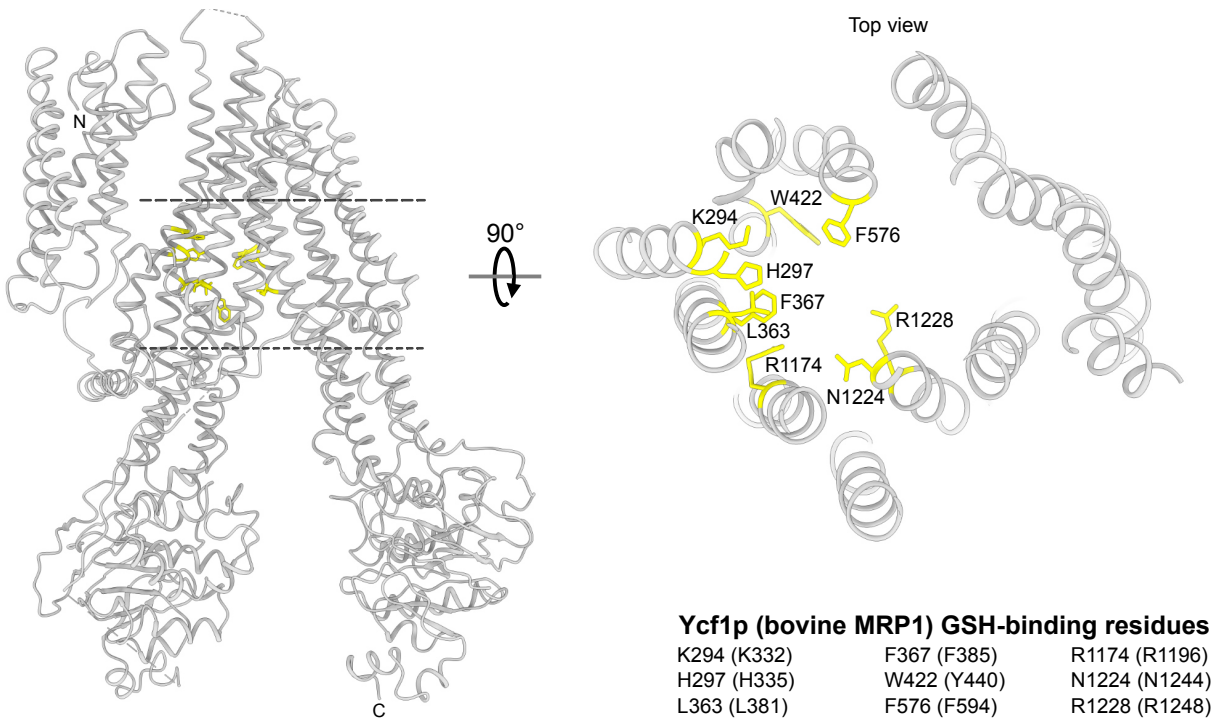 Top view
N
W422
K294
F576
90°
H297
F367
R1228
L363
R1174
N1224
C
Ycf1p (bovine MRP1) GSH-binding residues
K294 (K332) F367 (F385) R1174 (R1196)
H297 (H335) W422 (Y440) N1224 (N1244)
L363 (L381) F576 (F594) R1228 (R1248)